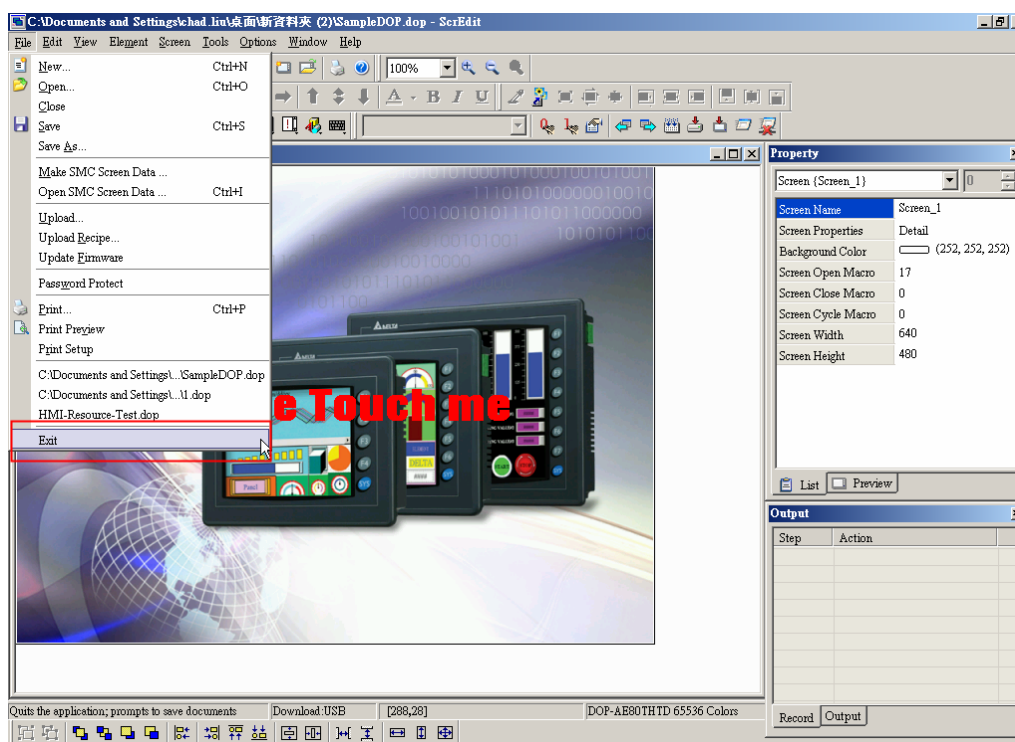 C:\Documents and Settings\chad.liu\桌面\新資料夾 (2)\SampleDOP.dop - ScrEdit
File Edit View Element Screen Tools Options Window Help
New... Ctrl+N
100%
Open... Ctrl+O
A B I U
Close
Save Ctrl+S
Save As...
Make SMC Screen Data ...
Open SMC Screen Data ... Ctrl+I
Upload...
Upload Recipe...
Update Firmware
Password Protect
Print... Ctrl+P
Print Preview
Print Setup
C:\Documents and Settings\...\SampleDOP.dop
C:\Documents and Settings\...\1.dop
HMI-Resource-Test.dop
Exit
e Touch me
DELTA
Property
Screen {Screen_1} 0
Screen Name Screen_1
Screen Properties Detail
Background Color (252, 252, 252)
Screen Open Macro 17
Screen Close Macro 0
Screen Cycle Macro 0
Screen Width 640
Screen Height 480
List Preview
Output
Step Action
Record Output
Quits the application; prompts to save documents Download:USB [288,28] DOP-AE80THTD 65536 Colors